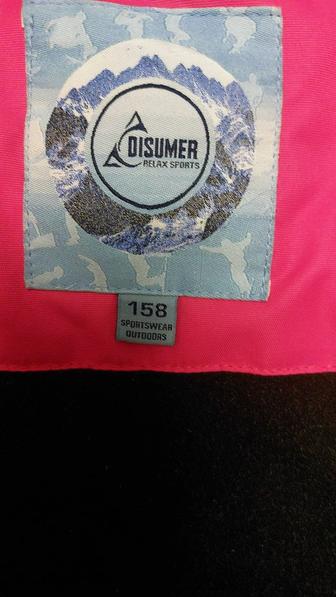 DISUMER
RELAX SPORTS
158
SPORTSWEAR
OUTDOORS